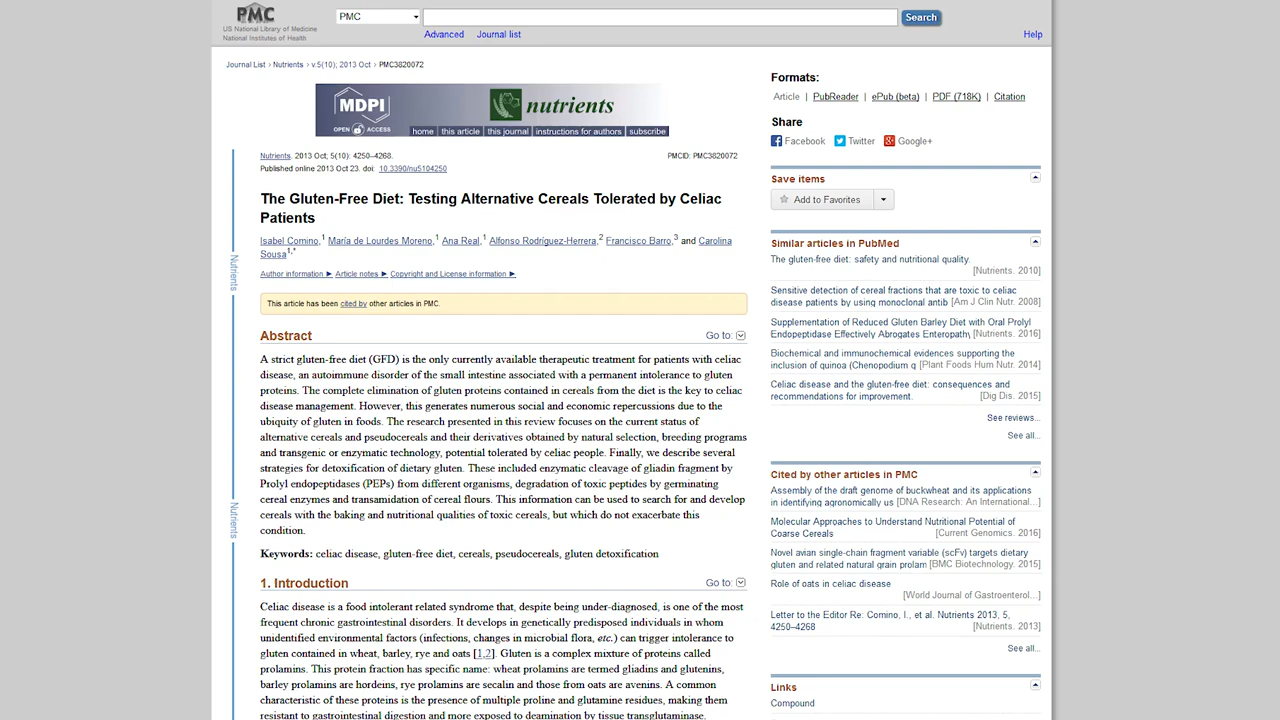 PMC
US National Library of Medicine
National Institutes of Health
PMC
Search
Advanced Journal list
Help
Journal List > Nutrients > v.5(10); 2013 Oct > PMC3820072
MDPI
OPEN ACCESS
nutrients
home | this article | this journal | instructions for authors | subscribe
Nutrients. 2013 Oct; 5(10): 4250–4268.
PMCID: PMC3820072
Published online 2013 Oct 23. doi: 10.3390/nu5104250
The Gluten-Free Diet: Testing Alternative Cereals Tolerated by Celiac
Patients
Isabel Comino,1 María de Lourdes Moreno,1 Ana Real,1 Alfonso Rodríguez-Herrera,2 Francisco Barro,3 and Carolina
Sousa1,*
Author information ► Article notes ► Copyright and License information ►
This article has been cited by other articles in PMC.
Abstract
Go to:
A strict gluten-free diet (GFD) is the only currently available therapeutic treatment for patients with celiac
disease, an autoimmune disorder of the small intestine associated with a permanent intolerance to gluten
proteins. The complete elimination of gluten proteins contained in cereals from the diet is the key to celiac
disease management. However, this generates numerous social and economic repercussions due to the
ubiquity of gluten in foods. The research presented in this review focuses on the current status of
alternative cereals and pseudocereals and their derivatives obtained by natural selection, breeding programs
and transgenic or enzymatic technology, potential tolerated by celiac people. Finally, we describe several
strategies for detoxification of dietary gluten. These included enzymatic cleavage of gliadin fragment by
Prolyl endopeptidases (PEPs) from different organisms, degradation of toxic peptides by germinating
cereal enzymes and transamidation of cereal flours. This information can be used to search for and develop
cereals with the baking and nutritional qualities of toxic cereals, but which do not exacerbate this
condition.
Keywords: celiac disease, gluten-free diet, cereals, pseudocereals, gluten detoxification
1. Introduction
Go to:
Celiac disease is a food intolerant related syndrome that, despite being under-diagnosed, is one of the most
frequent chronic gastrointestinal disorders. It develops in genetically predisposed individuals in whom
unidentified environmental factors (infections, changes in microbial flora, etc.) can trigger intolerance to
gluten contained in wheat, barley, rye and oats [1,2]. Gluten is a complex mixture of proteins called
prolamins. This protein fraction has specific name: wheat prolamins are termed gliadins and glutenins,
barley prolamins are hordeins, rye prolamins are secalin and those from oats are avenins. A common
characteristic of these proteins is the presence of multiple proline and glutamine residues, making them
resistant to gastrointestinal digestion and more exposed to deamination by tissue transglutaminase.
Nutrients
Nutrients
Formats:
Article | PubReader | ePub (beta) | PDF (718K) | Citation
Share
Facebook Twitter Google+
Save items
Add to Favorites
Similar articles in PubMed
The gluten-free diet: safety and nutritional quality.
[Nutrients. 2010]
Sensitive detection of cereal fractions that are toxic to celiac
disease patients by using monoclonal antib [Am J Clin Nutr. 2008]
Supplementation of Reduced Gluten Barley Diet with Oral Prolyl
Endopeptidase Effectively Abrogates Enteropathy [Nutrients. 2016]
Biochemical and immunochemical evidences supporting the
inclusion of quinoa (Chenopodium q [Plant Foods Hum Nutr. 2014]
Celiac disease and the gluten-free diet: consequences and
recommendations for improvement. [Dig Dis. 2015]
See reviews...
See all...
Cited by other articles in PMC
Assembly of the draft genome of buckwheat and its applications
in identifying agronomically us [DNA Research: An International...]
Molecular Approaches to Understand Nutritional Potential of
Coarse Cereals [Current Genomics. 2016]
Novel avian single-chain fragment variable (scFv) targets dietary
gluten and related natural grain prolam [BMC Biotechnology. 2015]
Role of oats in celiac disease
[World Journal of Gastroenterol...]
Letter to the Editor Re: Comino, I., et al. Nutrients 2013, 5,
4250–4268 [Nutrients. 2013]
See all...
Links
Compound